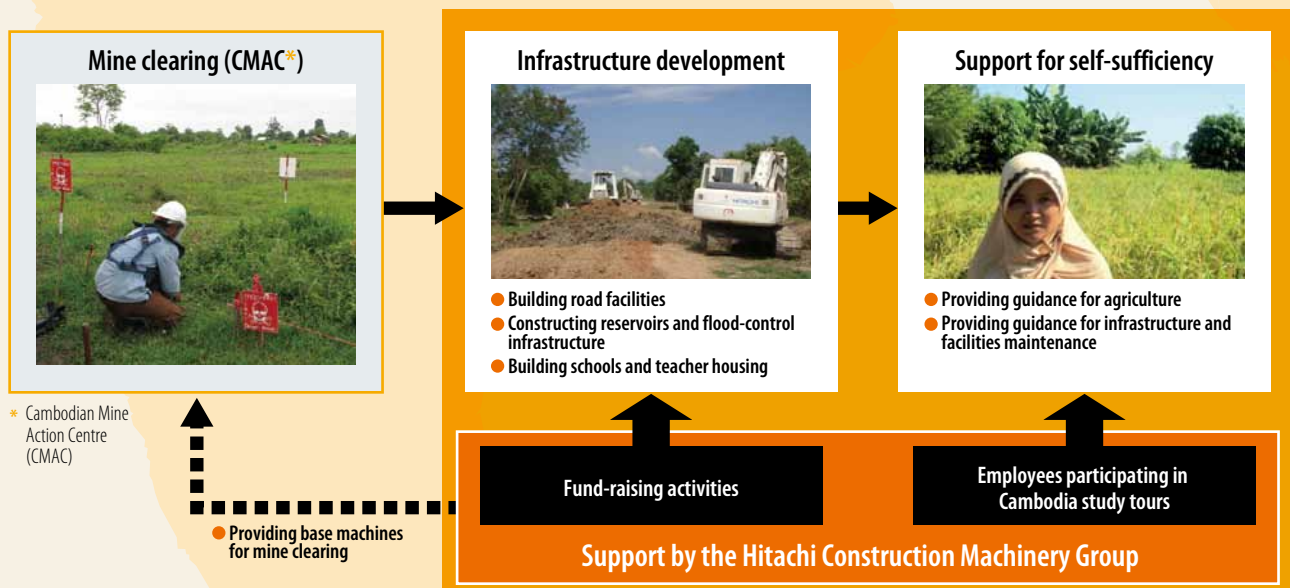 Mine clearing (CMAC*)
* Cambodian Mine
Action Centre
(CMAC)
Infrastructure development
HITACHI
● Building road facilities
● Constructing reservoirs and flood-control
infrastructure
● Building schools and teacher housing
Support for self-sufficiency
● Providing guidance for agriculture
● Providing guidance for infrastructure and
facilities maintenance
Fund-raising activities
Employees participating in
Cambodia study tours
● Providing base machines
for mine clearing
Support by the Hitachi Construction Machinery Group